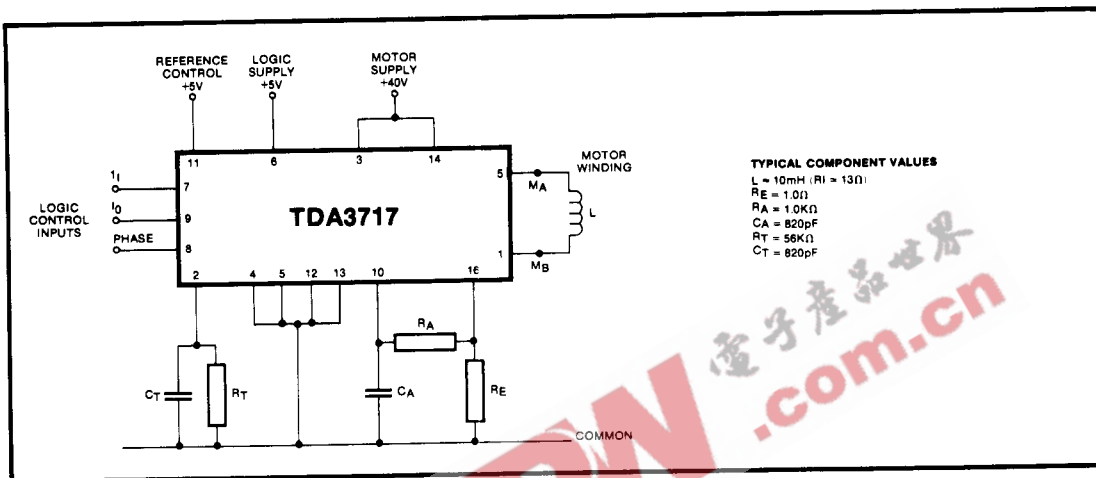 REFERENCE
CONTROL
+5V
LOGIC
SUPPLY
+5V
MOTOR
SUPPLY
+40V
11
6
3
14
I1
7
LOGIC
CONTROL
INPUTS
I0
9
PHASE
8
TDA3717
5
MA
MOTOR
WINDING
L
1
MB
2
4
5
12
13
10
16
CT
RT
RA
CA
RE
COMMON
TYPICAL COMPONENT VALUES
L = 10mH (Rl = 13Ω)
RE = 1.0Ω
RA = 1.0KΩ
CA = 820pF
RT = 56KΩ
CT = 820pF
電子產品世界
.com.cn